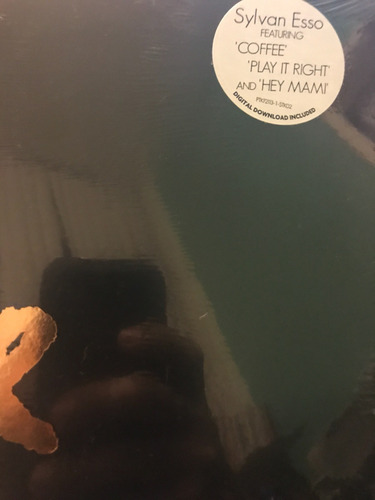 Sylvan Esso
FEATURING
'COFFEE'
'PLAY IT RIGHT'
AND 'HEY MAMI'
DIGITAL DOWNLOAD INCLUDED